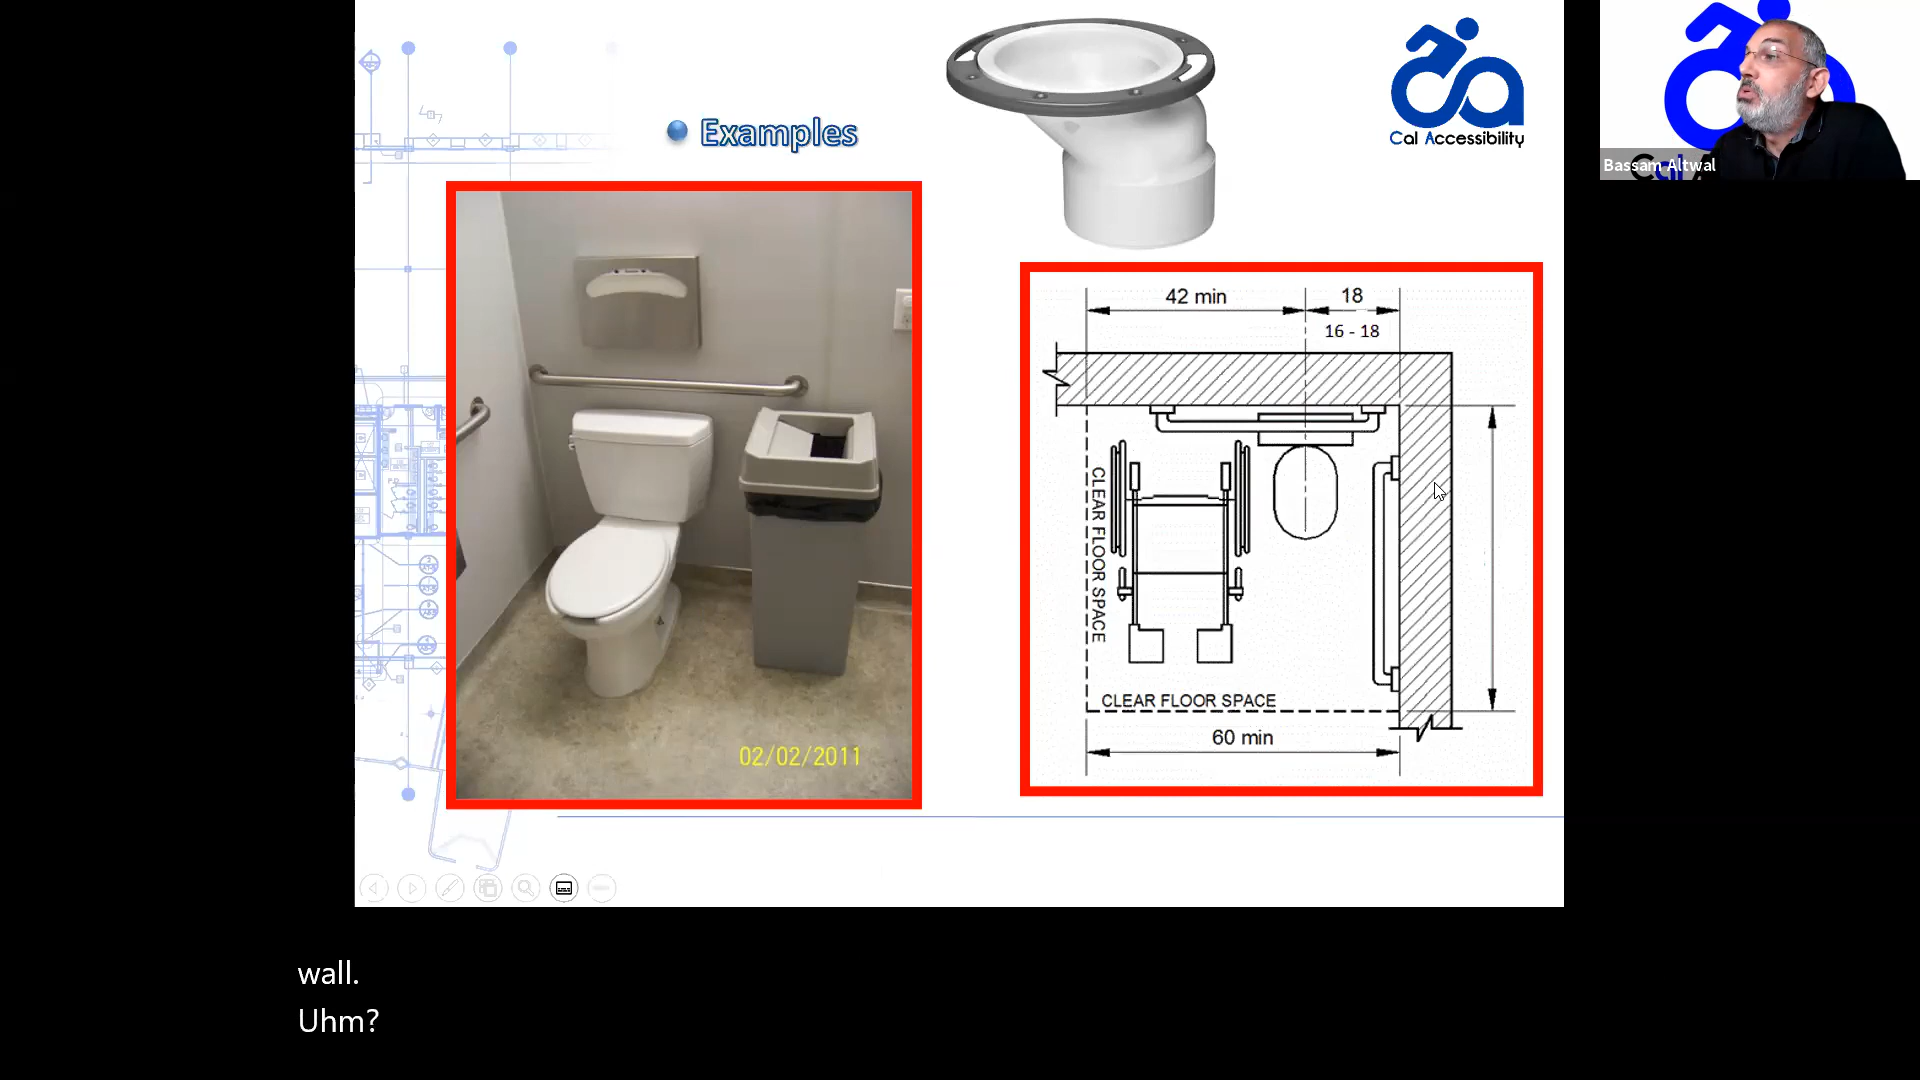 Examples
Cal Accessibility
Bassam Altwal
02/02/2011
42 min
18
16 - 18
CLEAR FLOOR SPACE
CLEAR FLOOR SPACE
60 min
wall.
Uhm?